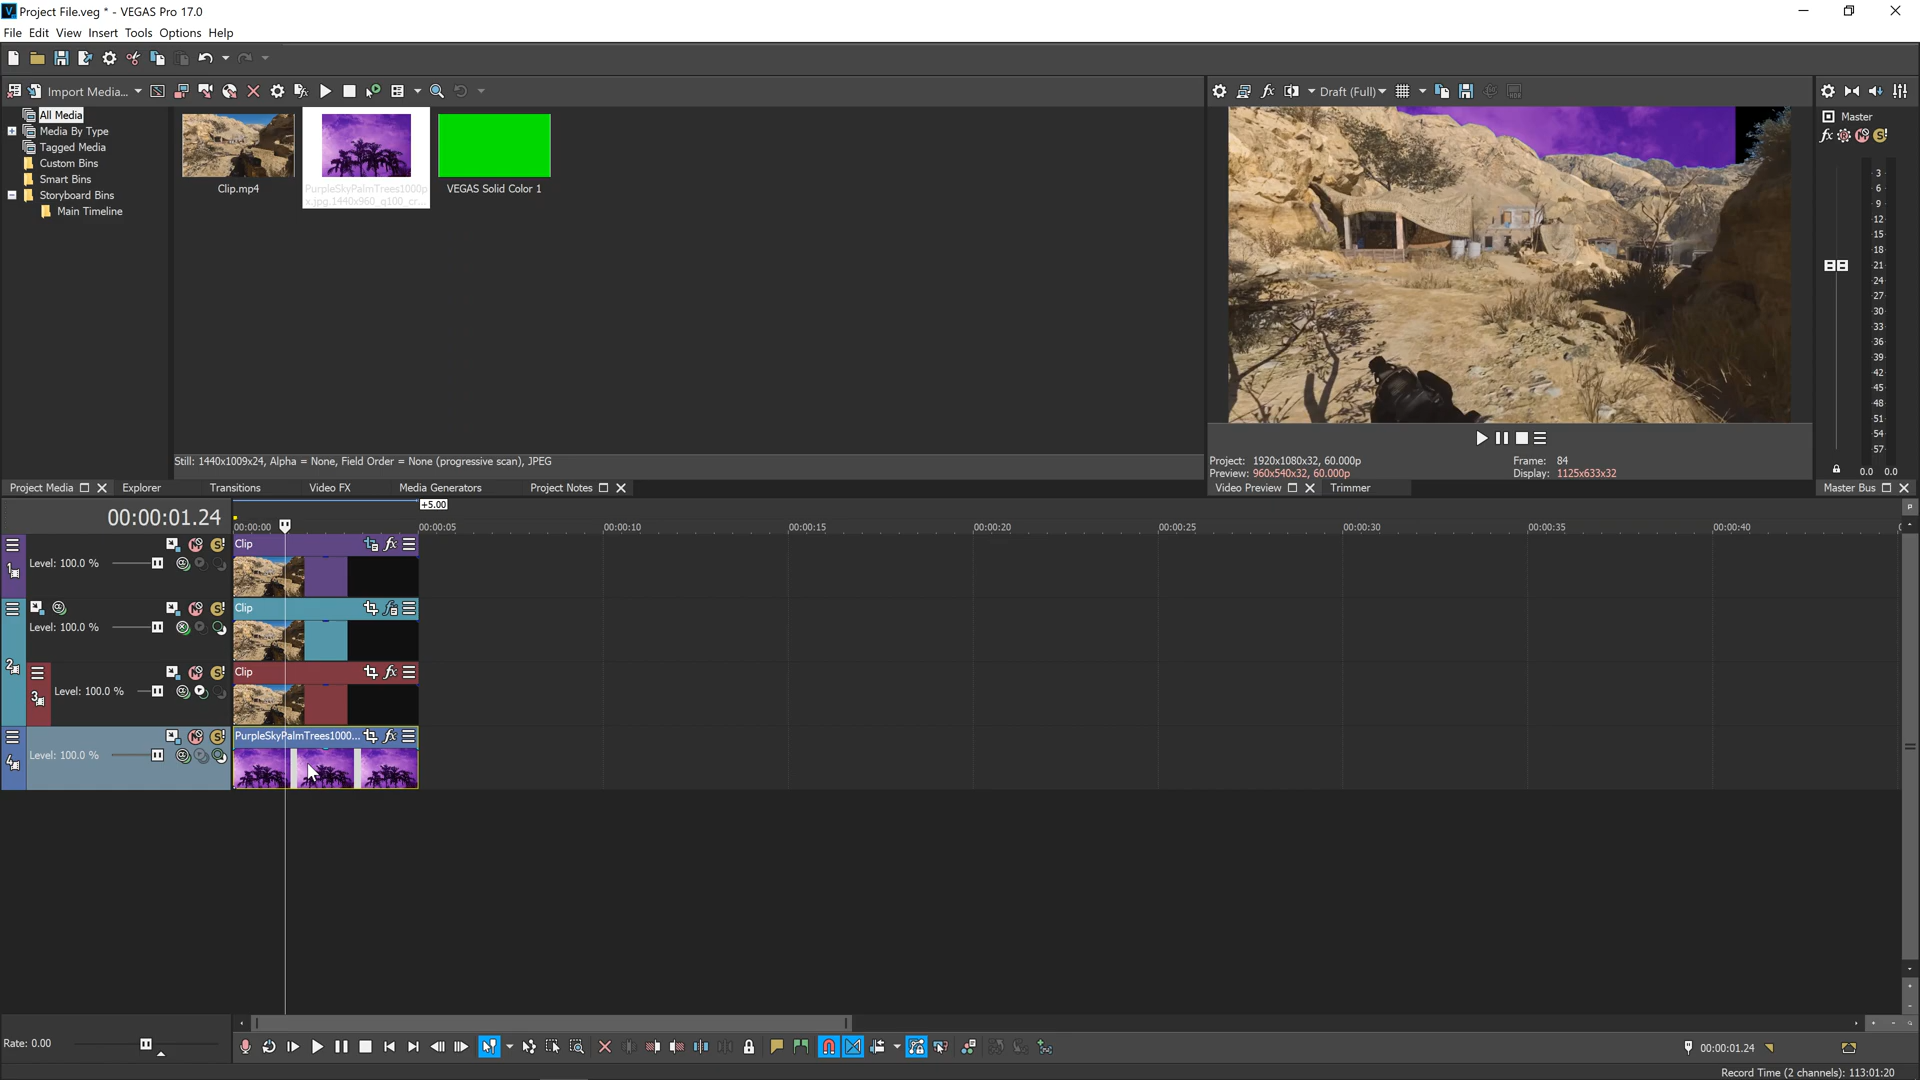 Project File.veg * - VEGAS Pro 17.0
File Edit View Insert Tools Options Help
Import Media...
Draft (Full)
All Media
Media By Type
Tagged Media
Custom Bins
Smart Bins
Storyboard Bins
Main Timeline
Clip.mp4
PurpleSkyPalmTrees1000p
x.jpg.1440x960_q100_cr...
VEGAS Solid Color 1
Master
3
6
9
12
15
18
21
24
27
30
33
36
39
42
45
48
51
54
57
0.0 0.0
Still: 1440x1009x24, Alpha = None, Field Order = None (progressive scan), JPEG
Project: 1920x1080x32, 60.000p
Frame: 84
Preview: 960x540x32, 60.000p
Display: 1125x633x32
Project Media
Explorer
Transitions
Video FX
Media Generators
Project Notes
Video Preview
Trimmer
Master Bus
00:00:01.24
+5.00
00:00:00 00:00:05 00:00:10 00:00:15 00:00:20 00:00:25 00:00:30 00:00:35 00:00:40
1
Level: 100.0 %
Clip
2
Level: 100.0 %
Clip
3
Level: 100.0 %
Clip
4
Level: 100.0 %
PurpleSkyPalmTrees1000...
Rate: 0.00
00:00:01.24
Record Time (2 channels): 113:01:20